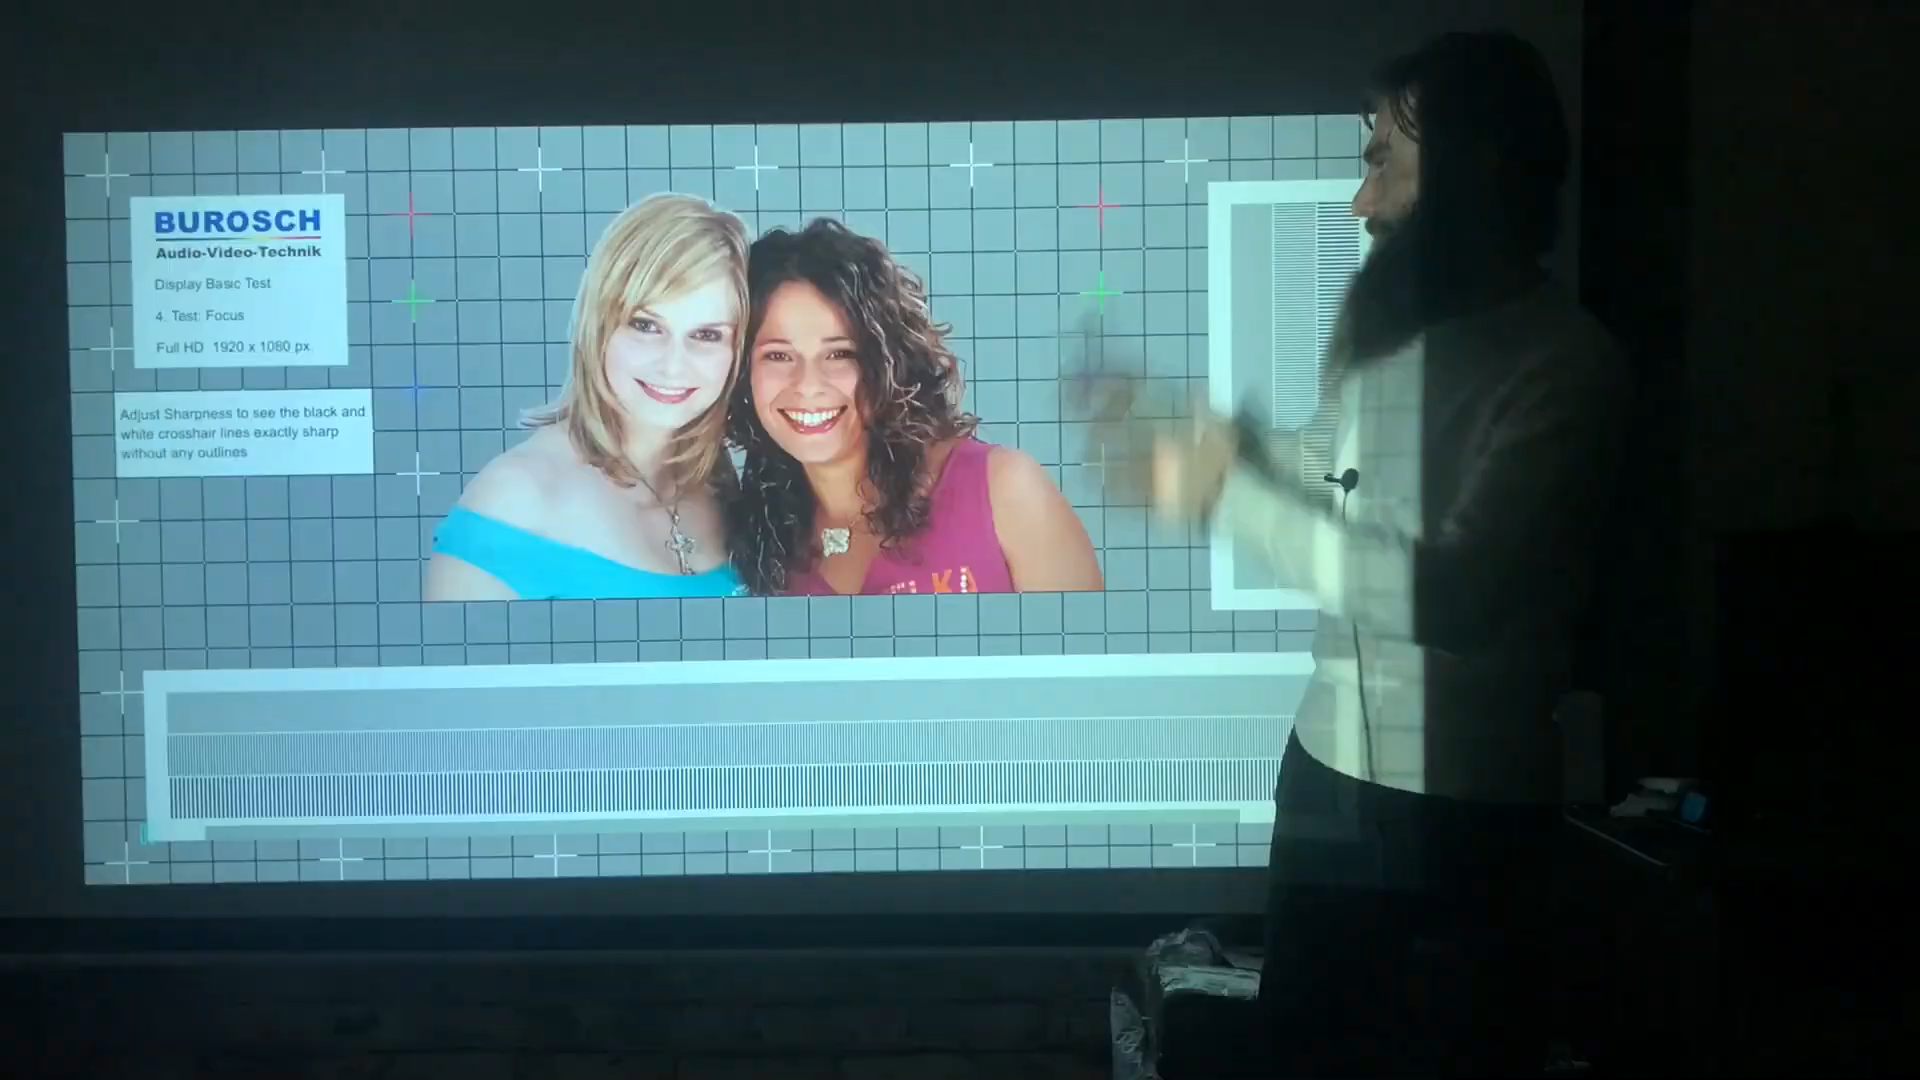 BUROSCH
Audio-Video-Technik
Display Basic Test
4. Test: Focus
Full HD 1920 x 1080 px.
Adjust Sharpness to see the black and
white crosshair lines exactly sharp
without any outlines